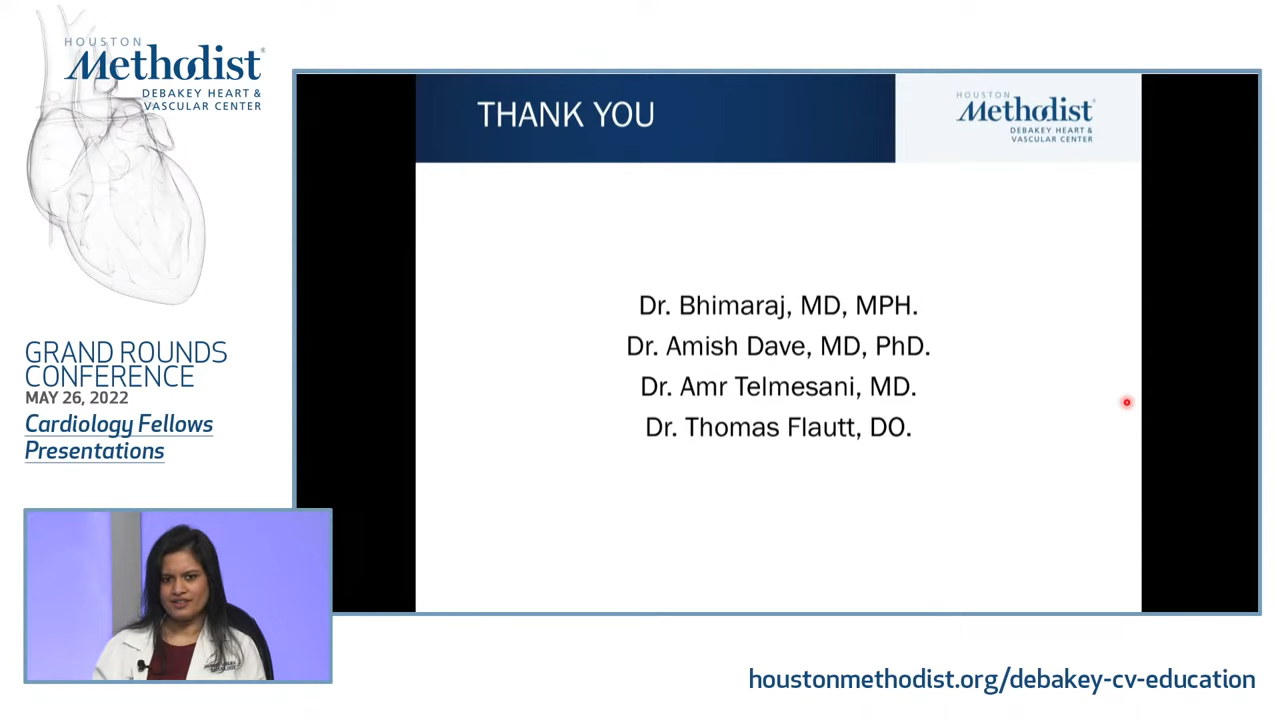 HOUSTON
Methodist®
DEBAKEY HEART &
VASCULAR CENTER
GRAND ROUNDS
CONFERENCE
MAY 26, 2022
Cardiology Fellows
Presentations
THANK YOU
HOUSTON
Methodist®
DEBAKEY HEART &
VASCULAR CENTER
Dr. Bhimaraj, MD, MPH.
Dr. Amish Dave, MD, PhD.
Dr. Amr Telmesani, MD.
Dr. Thomas Flautt, DO.
houstonmethodist.org/debakey-cv-education